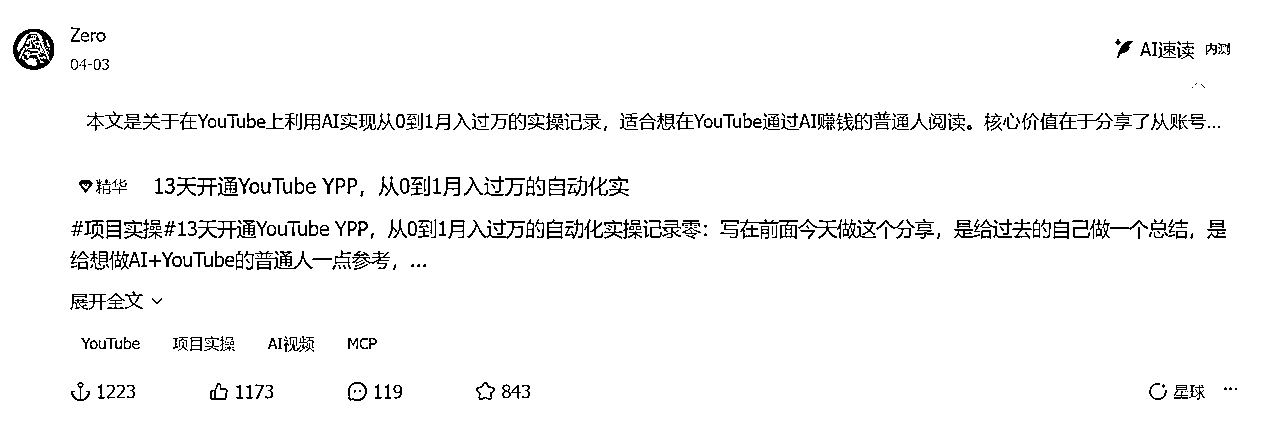 Zero
04-03
AI速读 内测
本文是关于在YouTube上利用AI实现从0到1月入过万的实操记录，适合想在YouTube通过AI赚钱的普通人阅读。核心价值在于分享了从账号...
精华 13天开通YouTube YPP，从0到1月入过万的自动化实
#项目实操#13天开通YouTube YPP，从0到1月入过万的自动化实操记录零：写在前面今天做这个分享，是给过去的自己做一个总结，是
给想做AI+YouTube的普通人一点参考，...
展开全文
YouTube 项目实操 AI视频 MCP
1223 1173 119 843 星球 ...